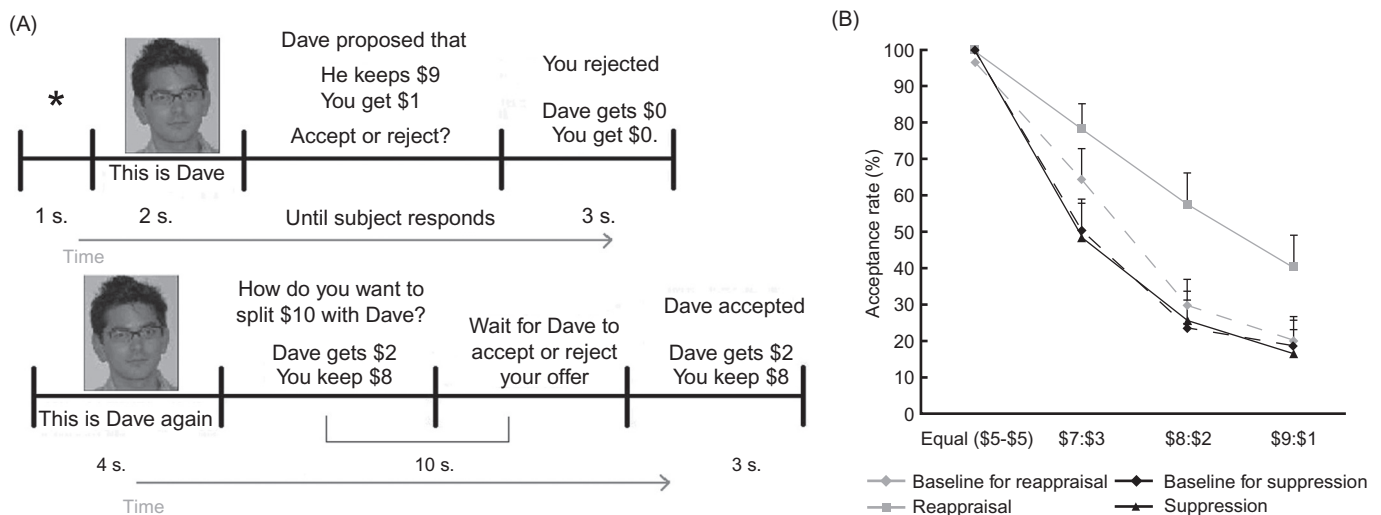 (A)
*
This is Dave
Dave proposed that
He keeps $9
You get $1
Accept or reject?
You rejected
Dave gets $0
You get $0.
1 s.
2 s.
Until subject responds
3 s.
Time
This is Dave again
How do you want to
split $10 with Dave?
Dave gets $2
You keep $8
Wait for Dave to
accept or reject
your offer
Dave accepted
Dave gets $2
You keep $8
4 s.
10 s.
3 s.
Time
(B)
Acceptance rate (%)
100
90
80
70
60
50
40
30
20
10
0
Equal ($5-$5)
$7:$3
$8:$2
$9:$1
Baseline for reappraisal
Baseline for suppression
Reappraisal
Suppression